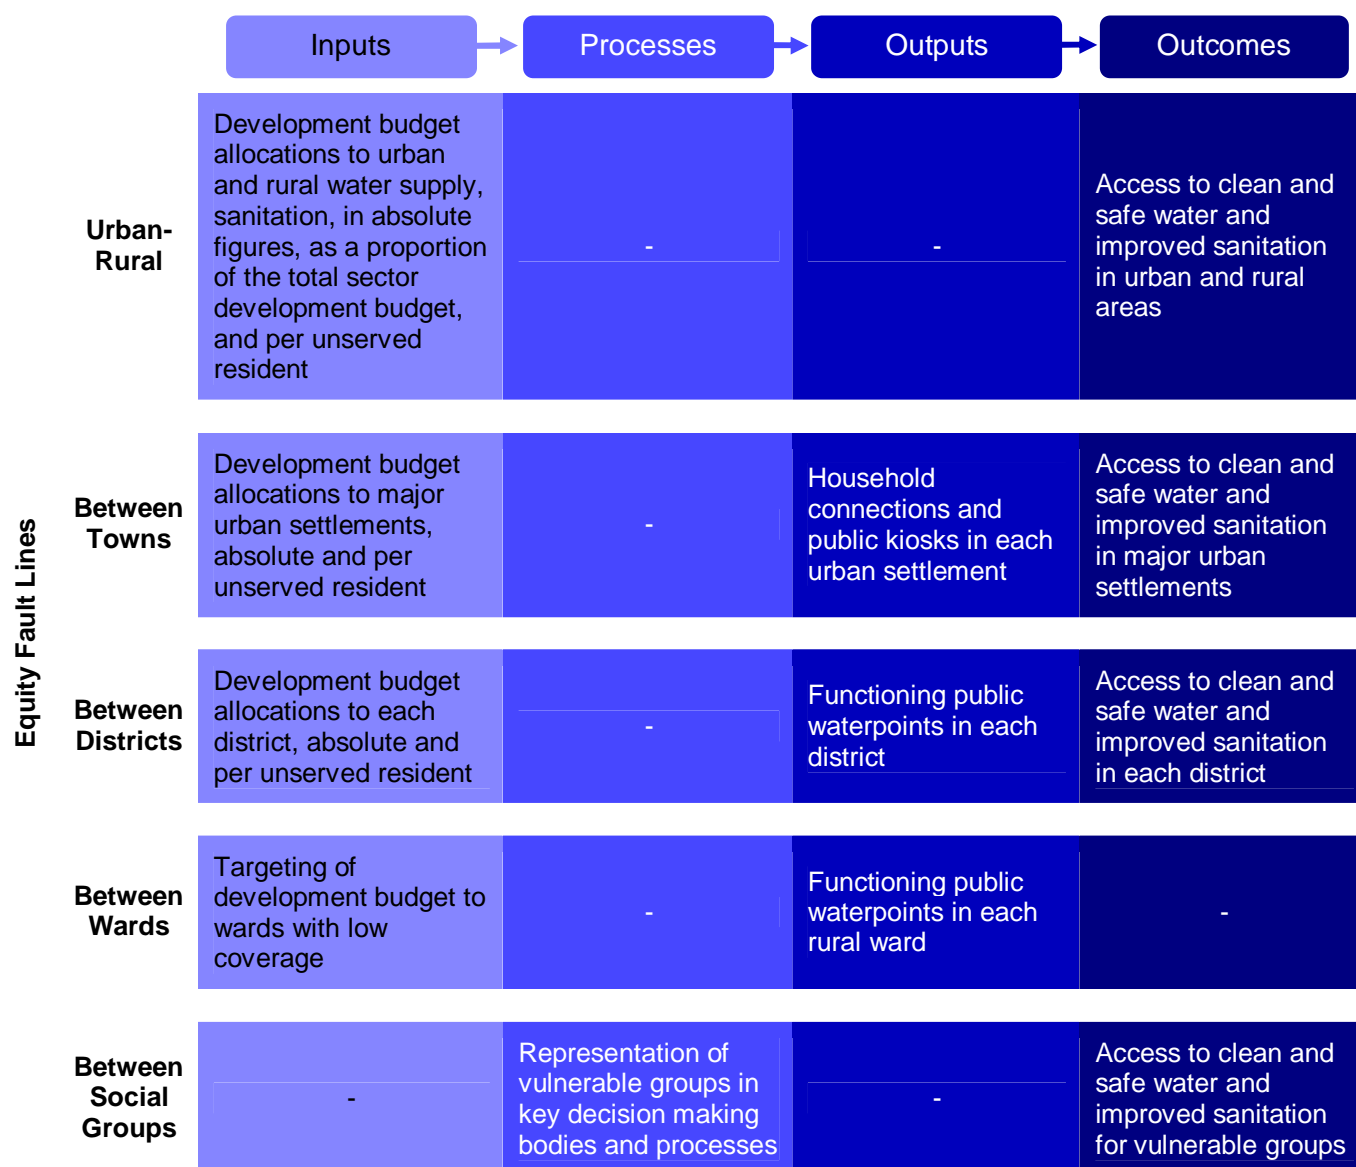 Inputs
Processes
Outputs
Outcomes
Equity Fault Lines
Urban-
Rural
Development budget
allocations to urban
and rural water supply,
sanitation, in absolute
figures, as a proportion
of the total sector
development budget,
and per unserved
resident
-
-
Access to clean and
safe water and
improved sanitation
in urban and rural
areas
Between
Towns
Development budget
allocations to major
urban settlements,
absolute and per
unserved resident
-
Household
connections and
public kiosks in each
urban settlement
Access to clean and
safe water and
improved sanitation
in major urban
settlements
Between
Districts
Development budget
allocations to each
district, absolute and
per unserved resident
-
Functioning public
waterpoints in each
district
Access to clean and
safe water and
improved sanitation
in each district
Between
Wards
Targeting of
development budget to
wards with low
coverage
-
Functioning public
waterpoints in each
rural ward
-
Between
Social
Groups
-
Representation of
vulnerable groups in
key decision making
bodies and processes
-
Access to clean and
safe water and
improved sanitation
for vulnerable groups